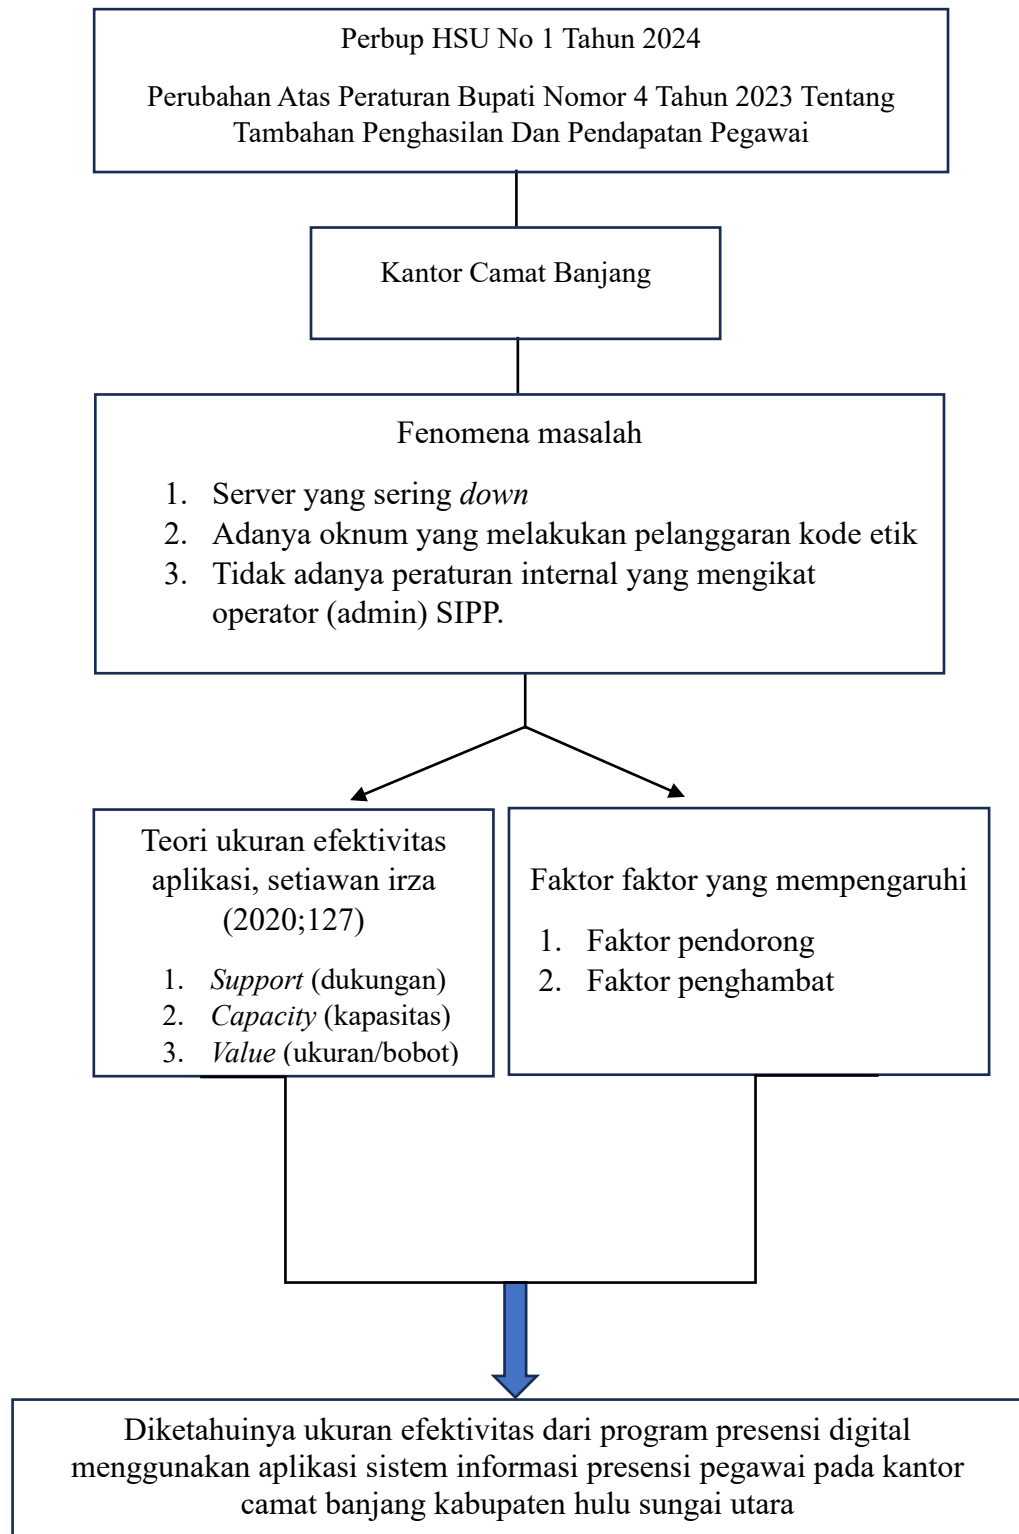 Perbup HSU No 1 Tahun 2024
Perubahan Atas Peraturan Bupati Nomor 4 Tahun 2023 Tentang
Tambahan Penghasilan Dan Pendapatan Pegawai
Kantor Camat Banjang
Fenomena masalah
1. Server yang sering down
2. Adanya oknum yang melakukan pelanggaran kode etik
3. Tidak adanya peraturan internal yang mengikat
operator (admin) SIPP.
Teori ukuran efektivitas
aplikasi, setiawan irza
(2020;127)
1. Support (dukungan)
2. Capacity (kapasitas)
3. Value (ukuran/bobot)
Faktor faktor yang mempengaruhi
1. Faktor pendorong
2. Faktor penghambat
Diketahuinya ukuran efektivitas dari program presensi digital
menggunakan aplikasi sistem informasi presensi pegawai pada kantor
camat banjang kabupaten hulu sungai utara